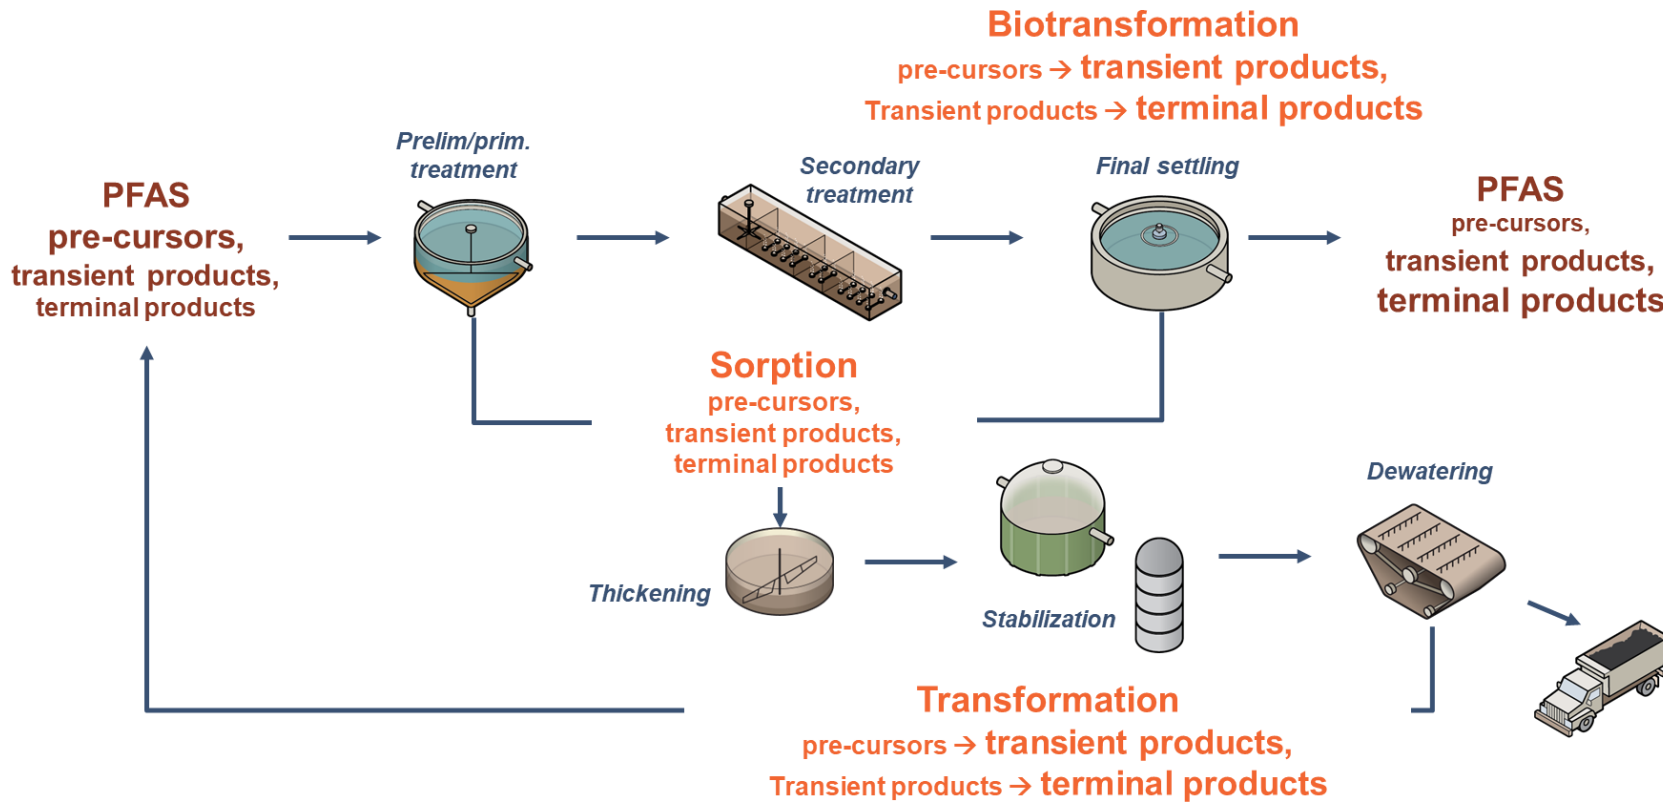 Biotransformation
pre-cursors → transient products,
Transient products → terminal products
Prelim/prim.
treatment
Secondary
treatment
Final settling
PFAS
pre-cursors,
transient products,
terminal products
PFAS
pre-cursors,
transient products,
terminal products
Sorption
pre-cursors,
transient products,
terminal products
Thickening
Stabilization
Dewatering
Transformation
pre-cursors → transient products,
Transient products → terminal products